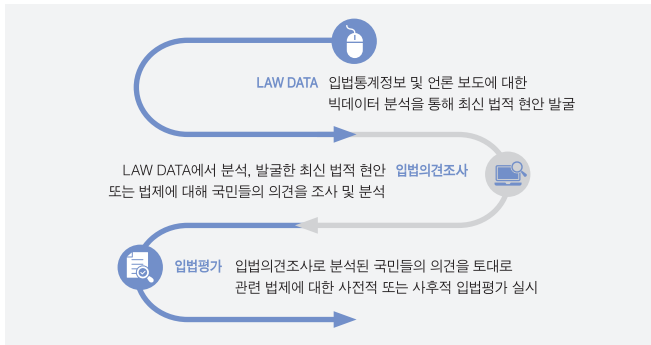 LAW DATA 입법통계정보 및 언론 보도에 대한
빅데이터 분석을 통해 최신 법적 현안 발굴
LAW DATA에서 분석, 발굴한 최신 법적 현안 입법의견조사
또는 법제에 대해 국민들의 의견을 조사 및 분석
입법평가 입법의견조사로 분석된 국민들의 의견을 토대로
관련 법제에 대한 사전적 또는 사후적 입법평가 실시